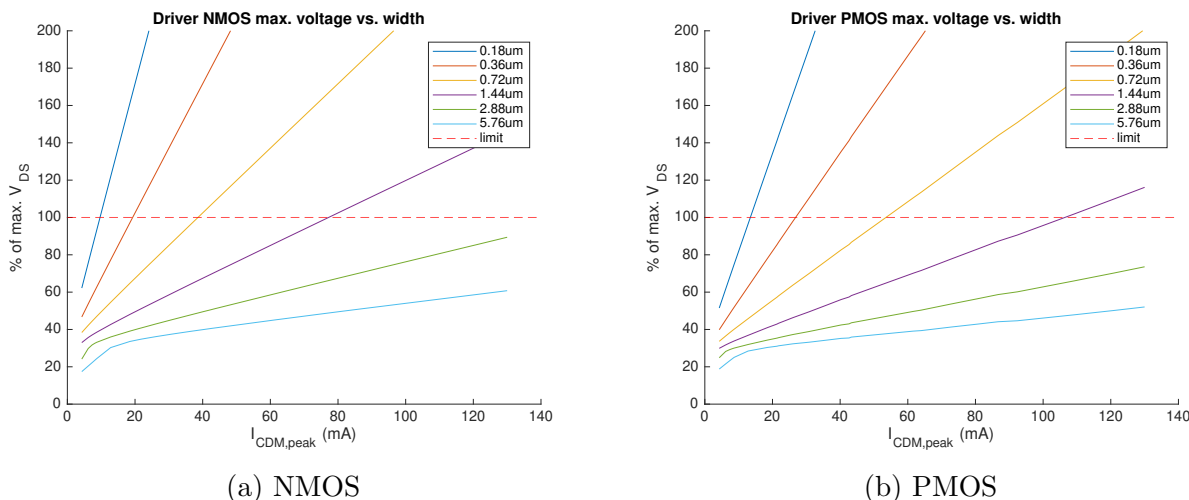 Driver NMOS max. voltage vs. width
200
180
160
140
120
100
80
60
40
20
0
% of max. V_DS
0 20 40 60 80 100 120 140
I_CDM,peak (mA)
0.18um
0.36um
0.72um
1.44um
2.88um
5.76um
limit
(a) NMOS
Driver PMOS max. voltage vs. width
200
180
160
140
120
100
80
60
40
20
0
% of max. V_DS
0 20 40 60 80 100 120 140
I_CDM,peak (mA)
0.18um
0.36um
0.72um
1.44um
2.88um
5.76um
limit
(b) PMOS